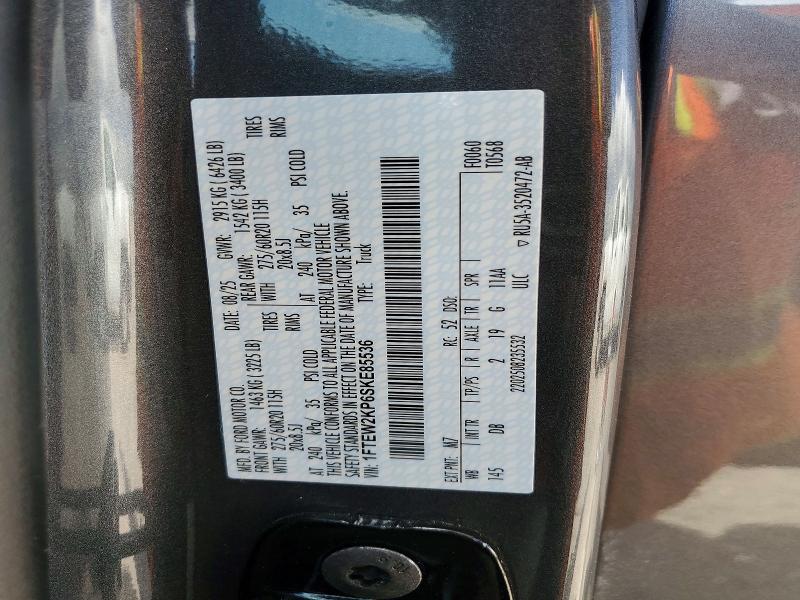 MFD. BY FORD MOTOR CO. DATE: 08/25 GVWR: 2915 KG ( 6426 LB)
FRONT GAWR: 1463 KG ( 3225 LB) REAR GAWR: 1542 KG ( 3400 LB)
WITH 275/60R20 115H TIRES WITH 275/60R20 115H TIRES
20x8.5J RIMS 20x8.5J RIMS
AT 240 kPa/ 35 PSI COLD AT 240 kPa/ 35 PSI COLD
THIS VEHICLE CONFORMS TO ALL APPLICABLE FEDERAL MOTOR VEHICLE
SAFETY STANDARDS IN EFFECT ON THE DATE OF MANUFACTURE SHOWN ABOVE.
VIN: 1FTEW2KP6SKE85536 TYPE: Truck
EXT PNT: M7 RC: 52 DSO: F0060
WB INT TR TP/PS R AXLE TR SPR T0568
145 DB 2 19 G 11AA
2202508235532 ULC ▽ RU5A-3520472-AB